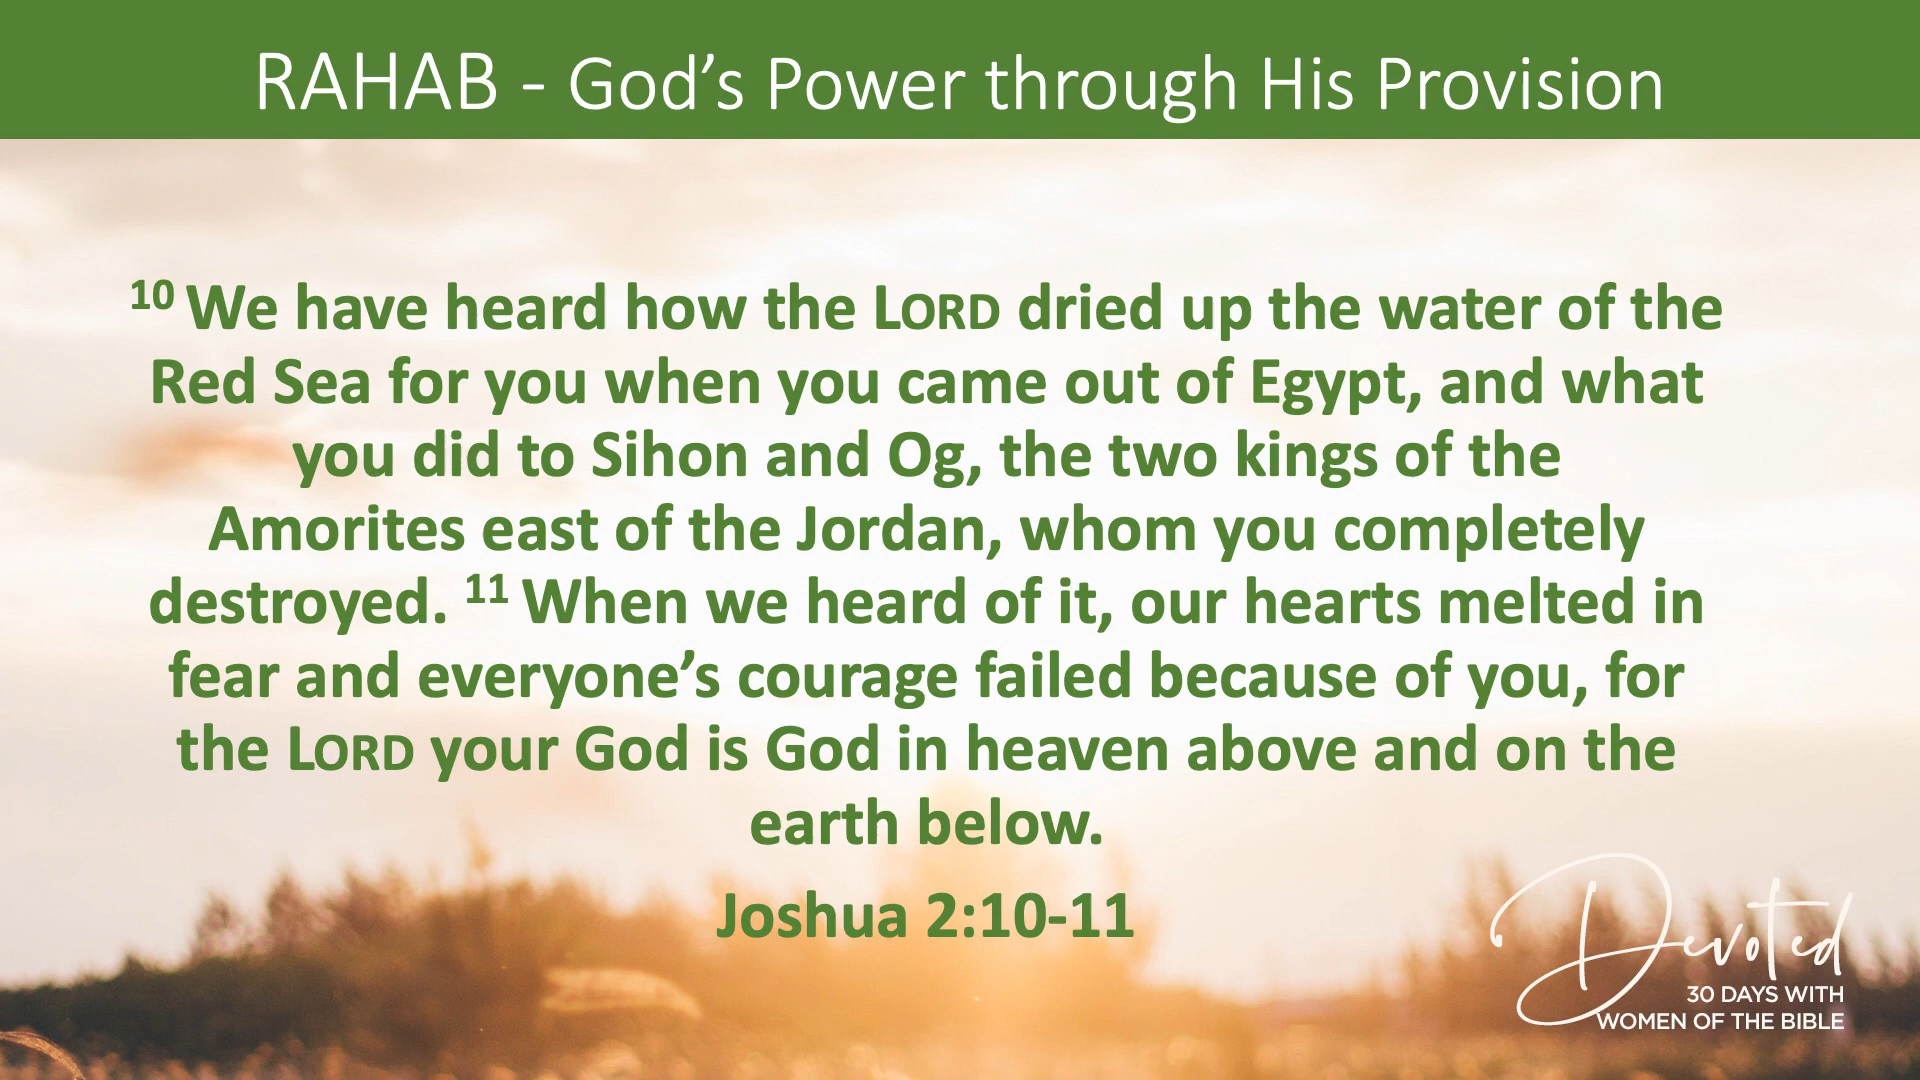 RAHAB - God’s Power through His Provision
10 We have heard how the LORD dried up the water of the
Red Sea for you when you came out of Egypt, and what
you did to Sihon and Og, the two kings of the
Amorites east of the Jordan, whom you completely
destroyed. 11 When we heard of it, our hearts melted in
fear and everyone’s courage failed because of you, for
the LORD your God is God in heaven above and on the
earth below.
Joshua 2:10-11
Devoted
30 DAYS WITH
WOMEN OF THE BIBLE